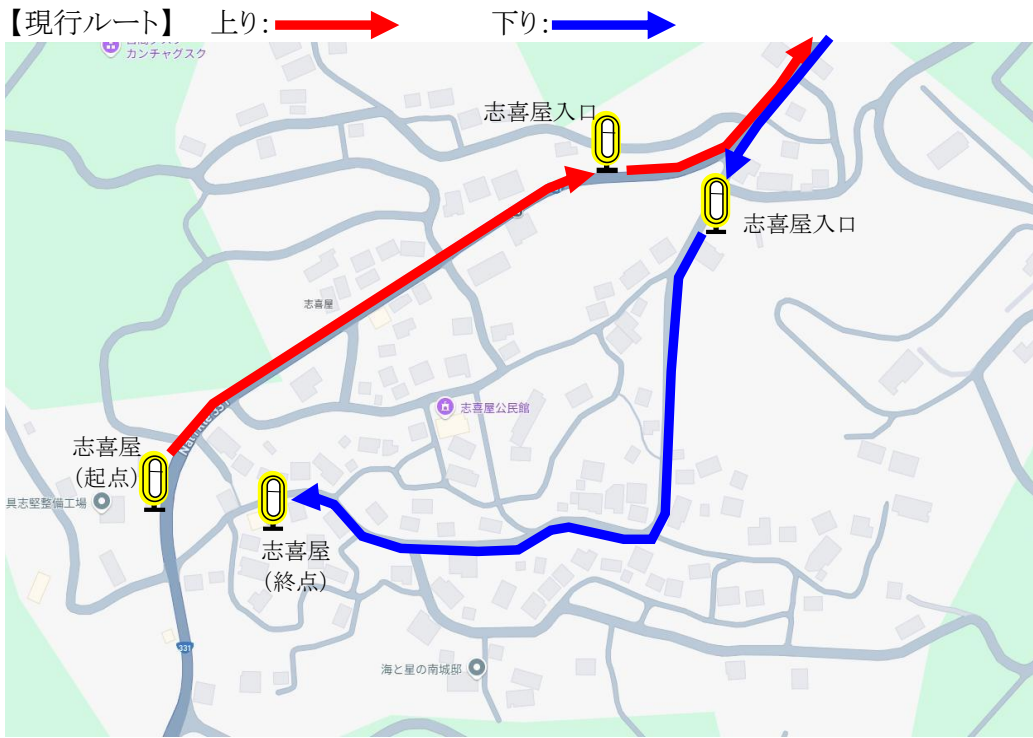 【現行ルート】 上り: 下り:
カンチャグスク
志喜屋入口
志喜屋入口
志喜屋
志喜屋公民館
志喜屋
(起点)
具志堅整備工場
志喜屋
(終点)
331
海と星の南城邸